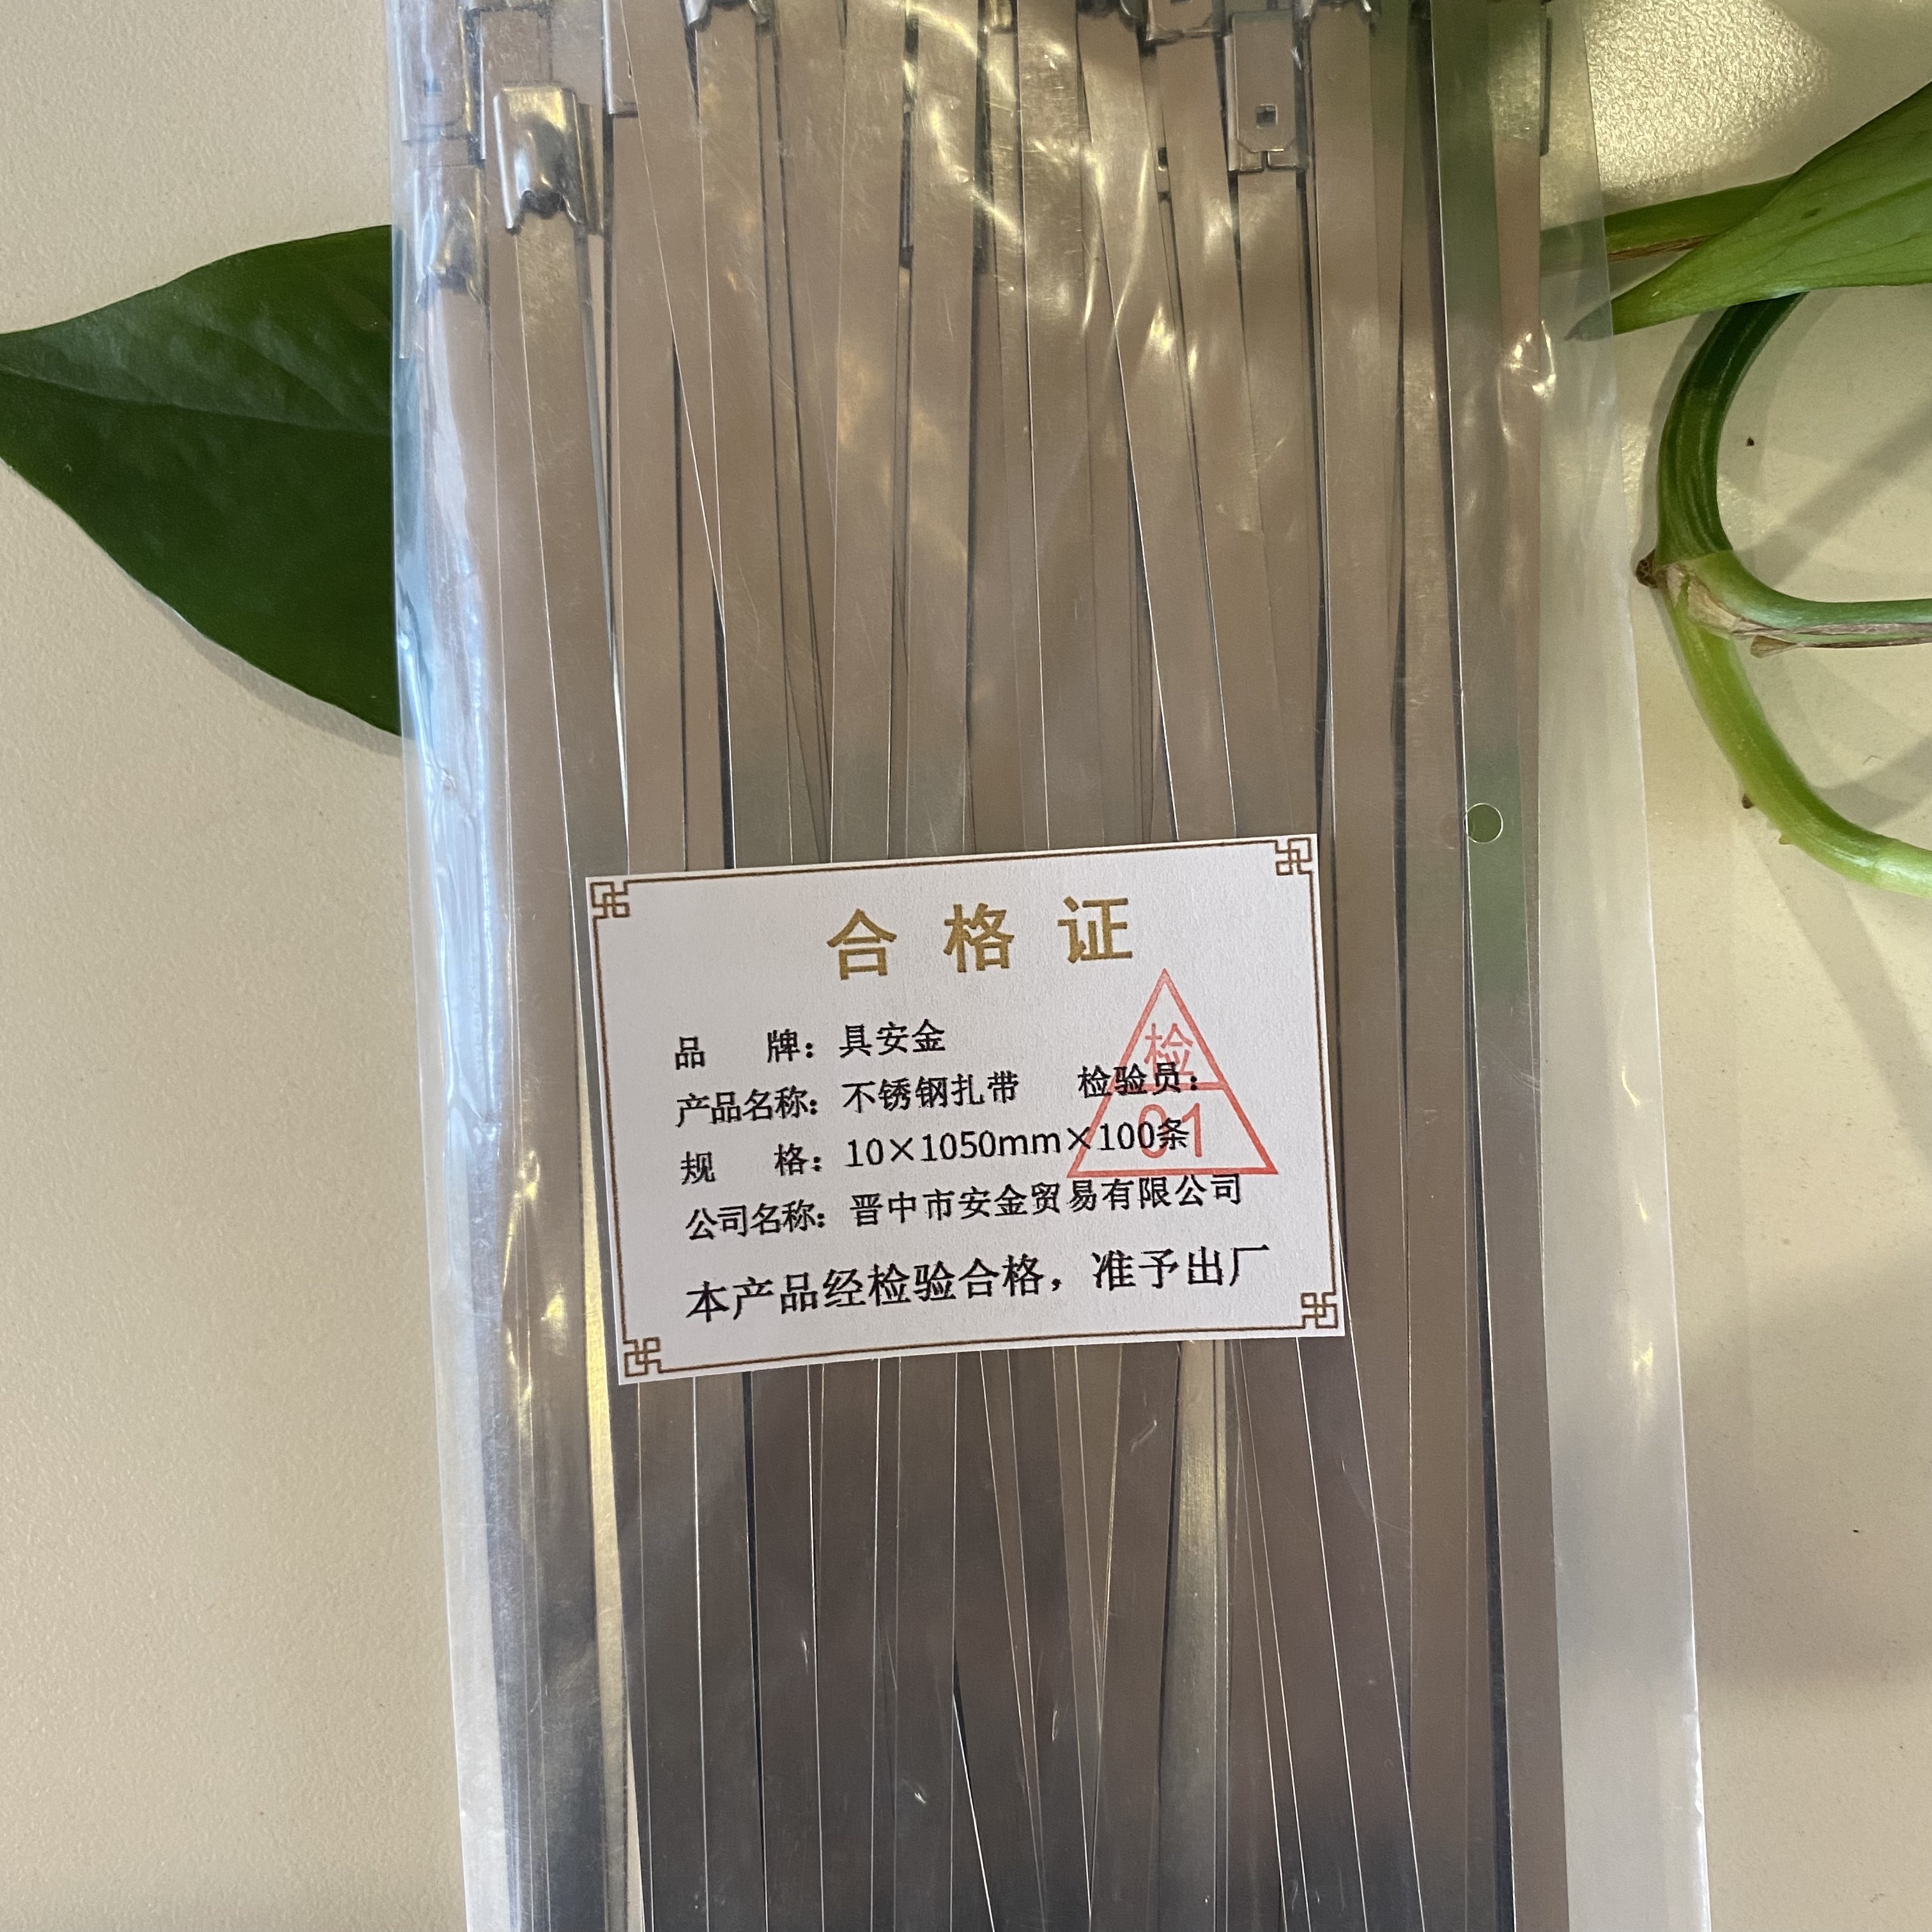 合格证
品牌：具安金
产品名称：不锈钢扎带 检验员：
检
01
规格：10×1050mm×100条
公司名称：晋中市安金贸易有限公司
本产品经检验合格，准予出厂